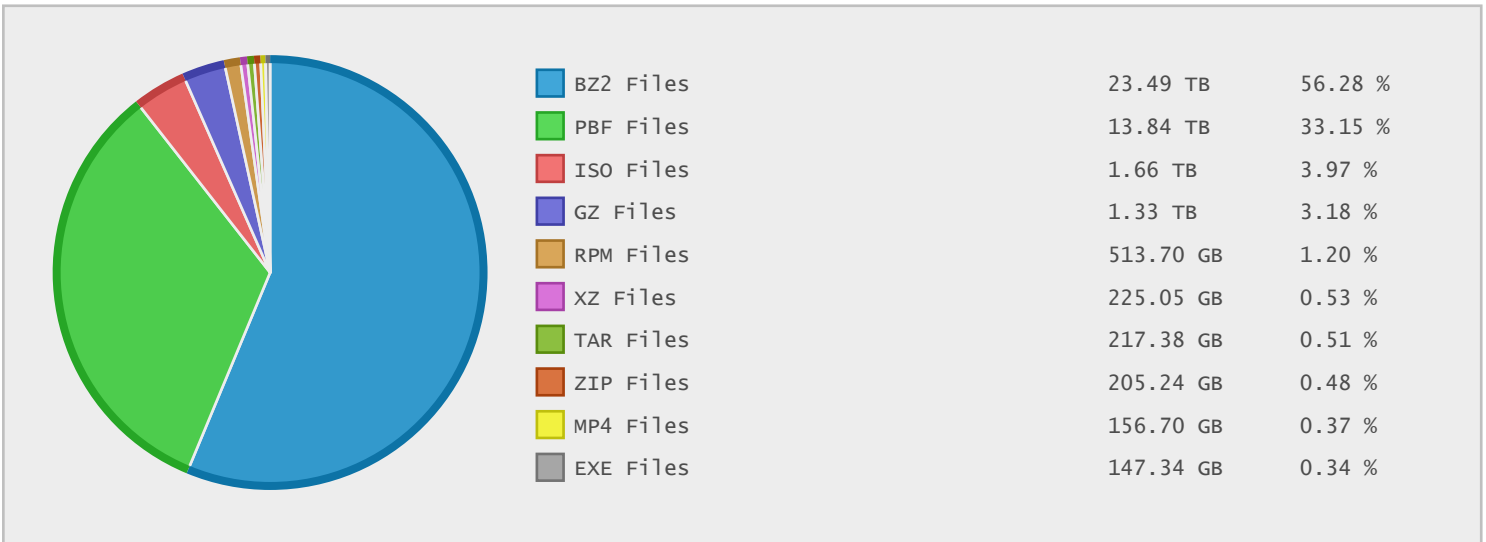 BZ2 Files 23.49 TB 56.28 %
PBF Files 13.84 TB 33.15 %
ISO Files 1.66 TB 3.97 %
GZ Files 1.33 TB 3.18 %
RPM Files 513.70 GB 1.20 %
XZ Files 225.05 GB 0.53 %
TAR Files 217.38 GB 0.51 %
ZIP Files 205.24 GB 0.48 %
MP4 Files 156.70 GB 0.37 %
EXE Files 147.34 GB 0.34 %